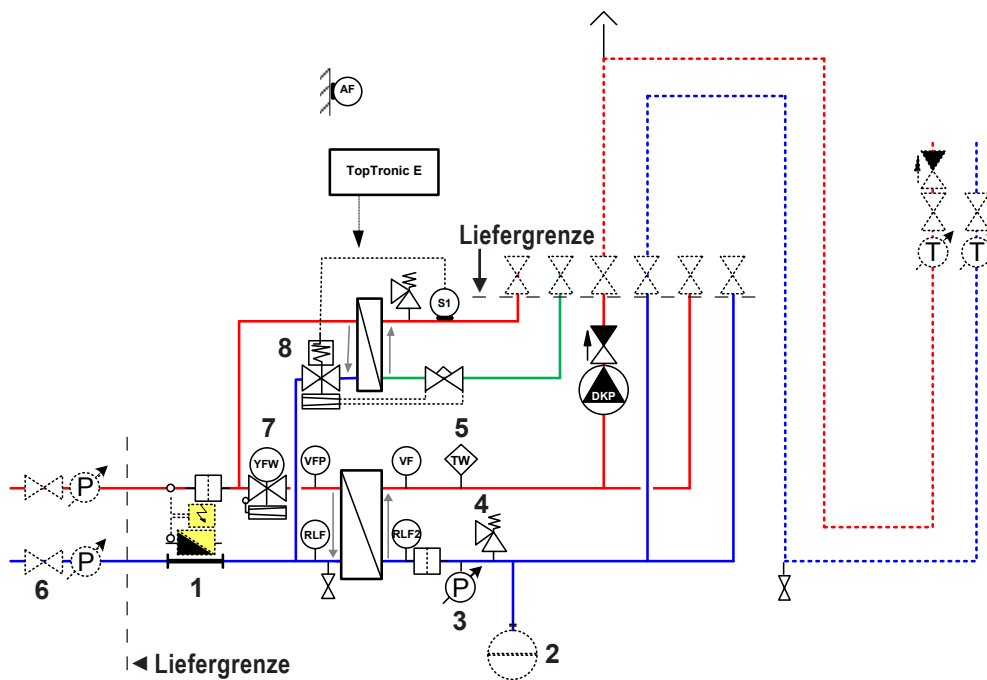 AF
TopTronic E
Liefergrenze
T
T
S1
8
DKP
7
5
YFW
VFP
VF
TW
P
4
RLF
RLF2
P
6
1
P
3
2
Liefergrenze